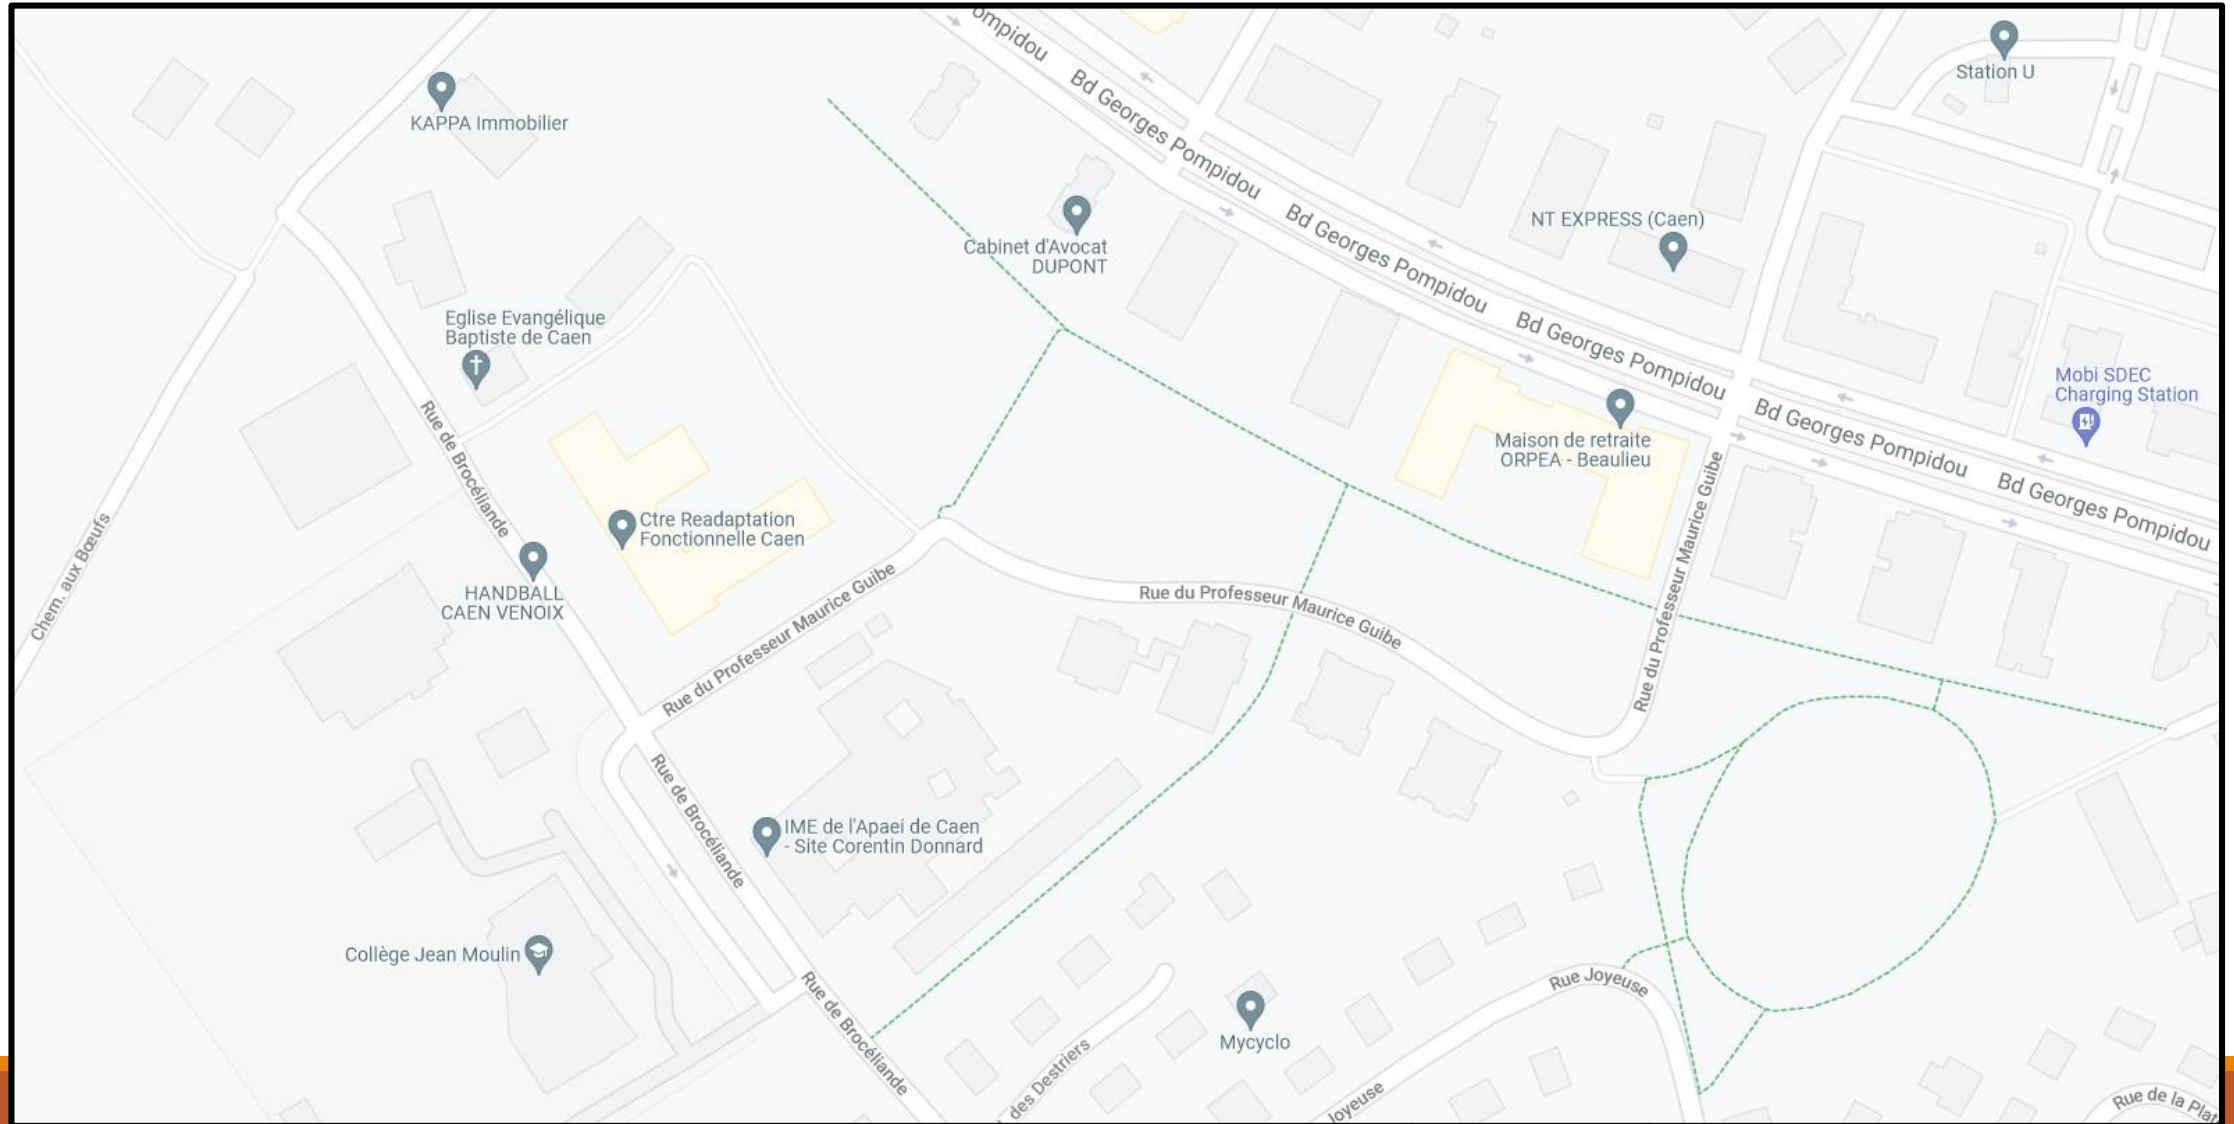 ompidou
Bd Georges Pompidou
Station U
KAPPA Immobilier
NT EXPRESS (Caen)
Bd Georges Pompidou
Cabinet d'Avocat
DUPONT
Eglise Evangélique
Baptiste de Caen
Bd Georges Pompidou
Mobi SDEC
Charging Station
Bd Georges Pompidou
Maison de retraite
ORPEA - Beaulieu
Bd Georges Pompidou
Rue de Brocéliande
Ctre Readaptation
Fonctionnelle Caen
Chem. aux Bœufs
HANDBALL
CAEN VENOIX
Rue du Professeur Maurice Guibe
Rue du Professeur Maurice Guibe
Rue du Professeur Maurice Guibe
Rue de Brocéliande
IME de l'Apaei de Caen
- Site Corentin Donnard
Collège Jean Moulin
Rue Joyeuse
Rue de Brocéliande
Mycyclo
des Destriers
Joyeuse
Rue de la Plat